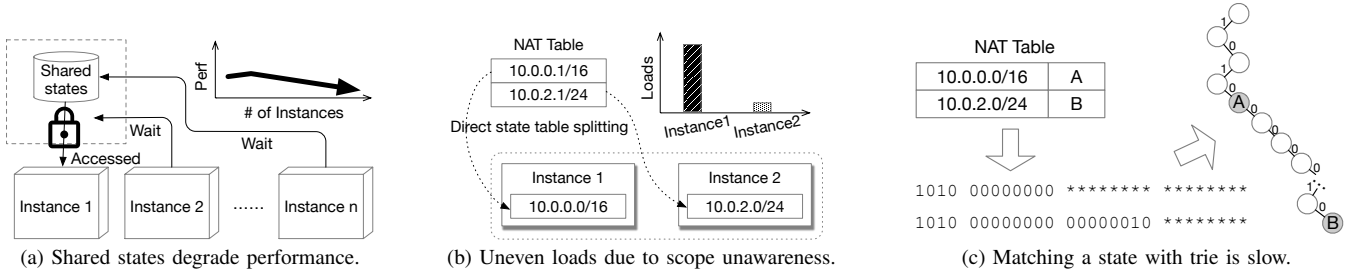 Shared
states
Perf
# of Instances
Wait
Wait
Accessed
Instance 1
Instance 2
......
Instance n
(a) Shared states degrade performance.
NAT Table
10.0.0.1/16
10.0.2.1/24
Loads
Instance1
Instance2
Direct state table splitting
Instance 1
10.0.0.0/16
Instance 2
10.0.2.0/24
(b) Uneven loads due to scope unawareness.
NAT Table
10.0.0.0/16 A
10.0.2.0/24 B
1010 00000000 ******** ********
1010 00000000 00000010 ********
1
0
1
0
A
0
0
0
0
...
1
0
B
(c) Matching a state with trie is slow.